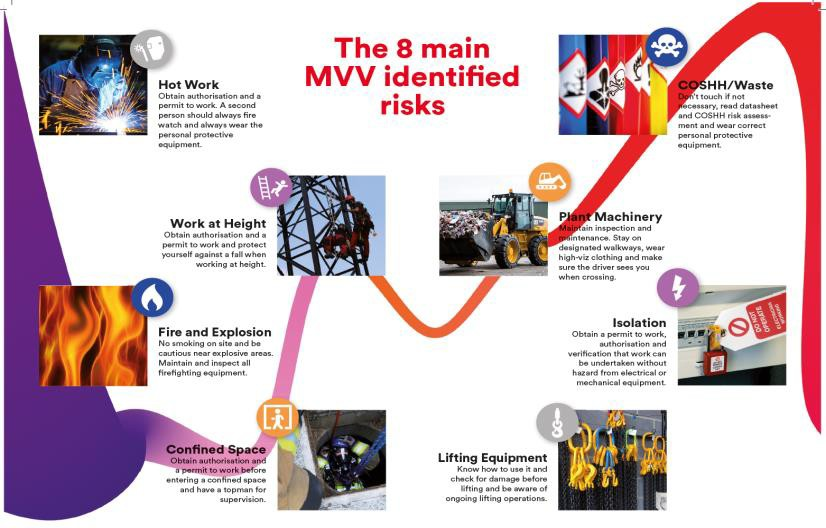 The 8 main
MVV identified
risks
Hot Work
Obtain authorisation and a
permit to work. A second
person should always fire
watch and always wear the
personal protective
equipment.
COSHH/Waste
Don't touch if not
necessary, read datasheet
and COSHH risk assess-
ment and wear correct
personal protective
equipment.
Work at Height
Obtain authorisation and a
permit to work and protect
yourself against a fall when
working at height.
Plant Machinery
Maintain inspection and
maintenance. Stay on
designated walkways, wear
high-viz clothing and make
sure the driver sees you
when crossing.
Fire and Explosion
No smoking on site and be
cautious near explosive areas.
Maintain and inspect all
firefighting equipment.
Isolation
Obtain a permit to work,
authorisation and
verification that work can
be undertaken without
hazard from electrical or
mechanical equipment.
DO NOT
OPERATE
Confined Space
Obtain authorisation and
a permit to work before
entering a confined space
and have a topman for
supervision.
Lifting Equipment
Know how to use it and
check for damage before
lifting and be aware of
ongoing lifting operations.